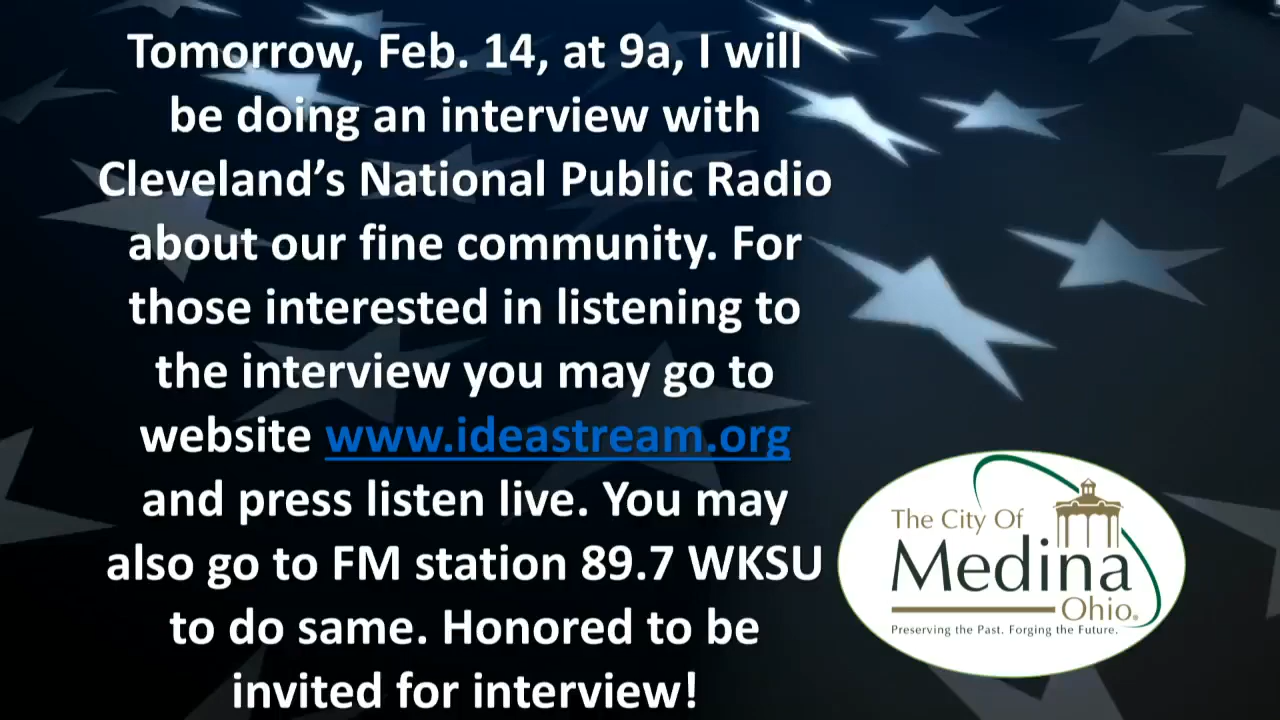 Tomorrow, Feb. 14, at 9a, I will
be doing an interview with
Cleveland’s National Public Radio
about our fine community. For
those interested in listening to
the interview you may go to
website www.ideastream.org
and press listen live. You may
also go to FM station 89.7 WKSU
to do same. Honored to be
invited for interview!
The City Of
Medina
Ohio®
Preserving the Past. Forging the Future.